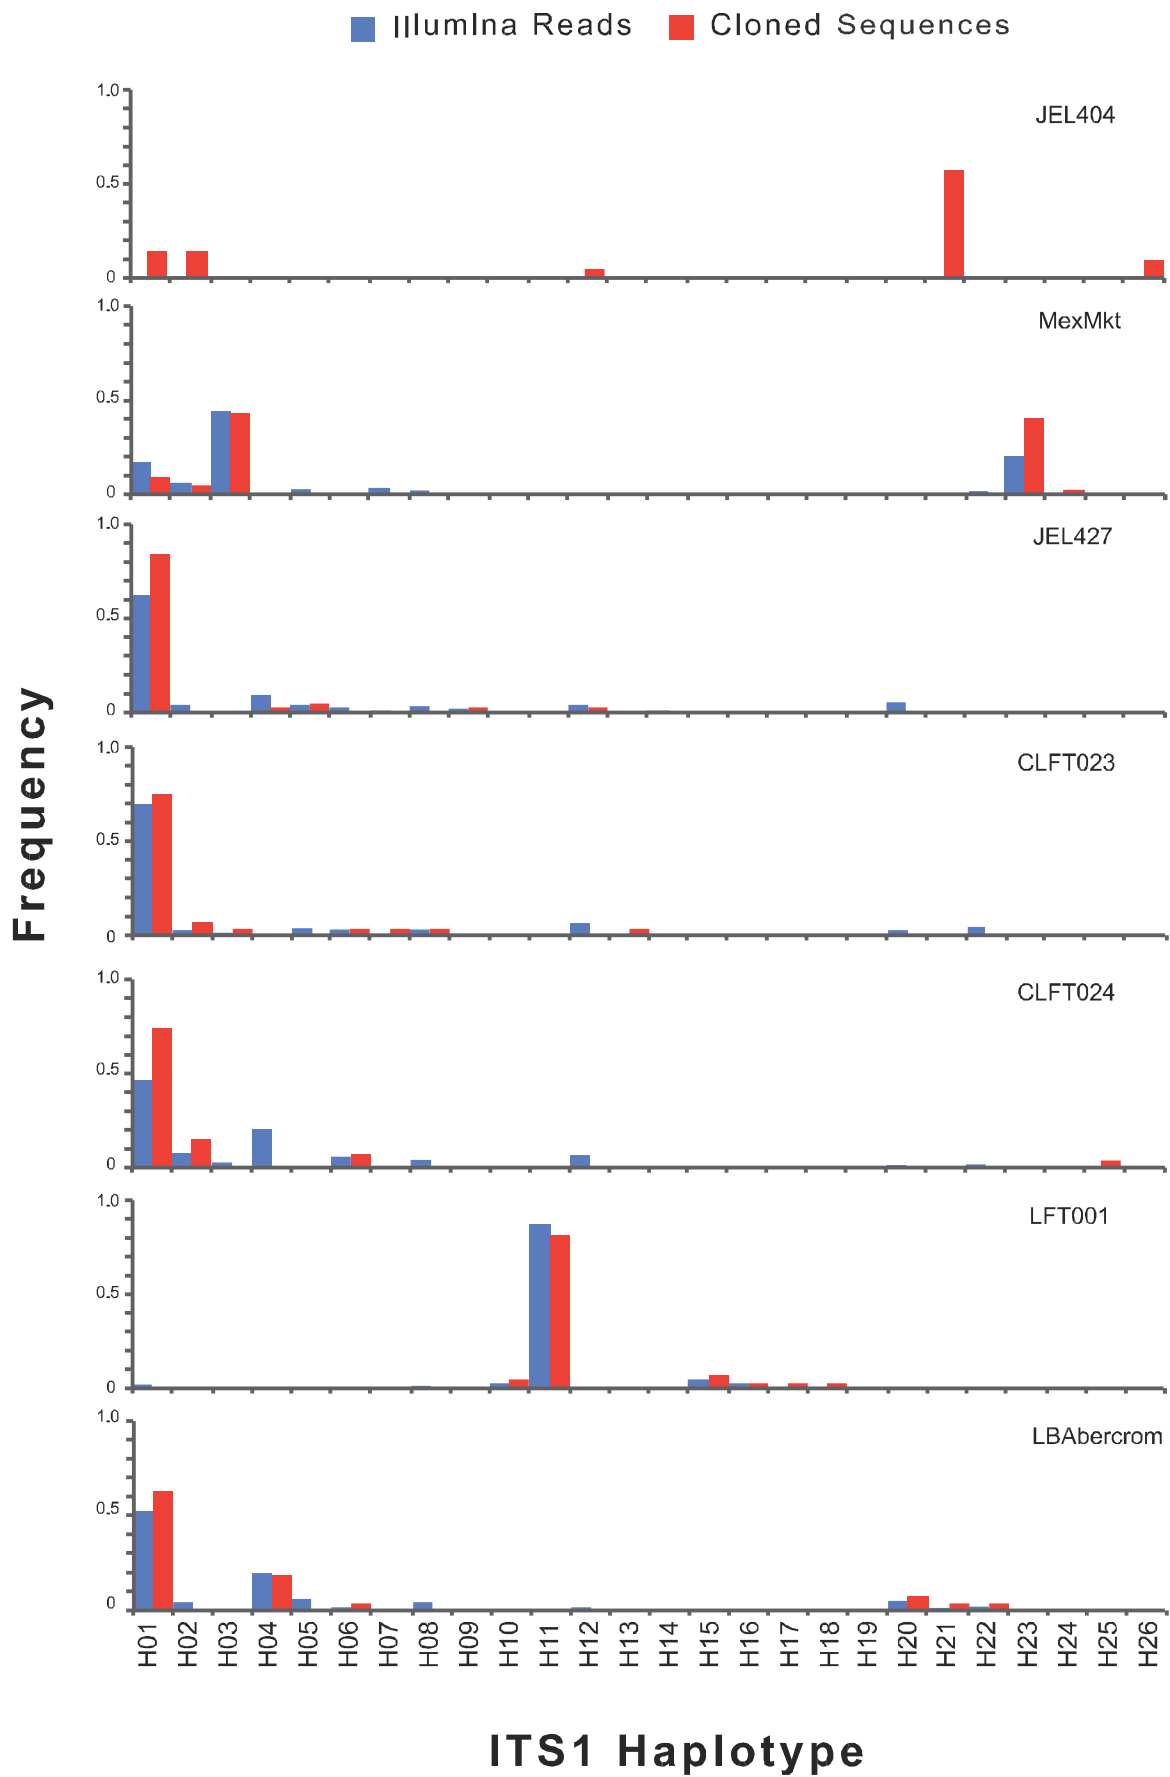 IllumIna Reads Cloned Sequences
JEL404
1.0
0.5
0
MexMkt
1.0
0.5
0
JEL427
1.0
0.5
0
CLFT023
1.0
0.5
0
CLFT024
1.0
0.5
0
LFT001
1.0
0.5
0
LBAbercrom
1.0
0.5
0
Frequency
H01 H02 H03 H04 H05 H06 H07 H08 H09 H10 H11 H12 H13 H14 H15 H16 H17 H18 H19 H20 H21 H22 H23 H24 H25 H26
ITS1 Haplotype